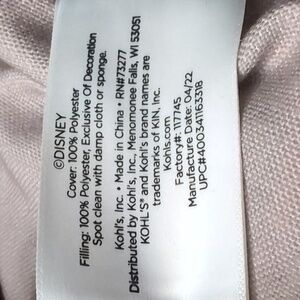 ©DISNEY
Cover: 100% Polyester
Filling: 100% Polyester, Exclusive Of Decoration
Spot clean with damp cloth or sponge.
Kohl's, Inc. • Made in China • RN#73277
Distributed by Kohl's, Inc., Menomonee Falls, WI 53051
KOHL'S® and Kohl's brand names are
trademarks of KIN, Inc.
Kohls.com
Factory#: 117745
Manufacture Date: 04/22
UPC#400341163318